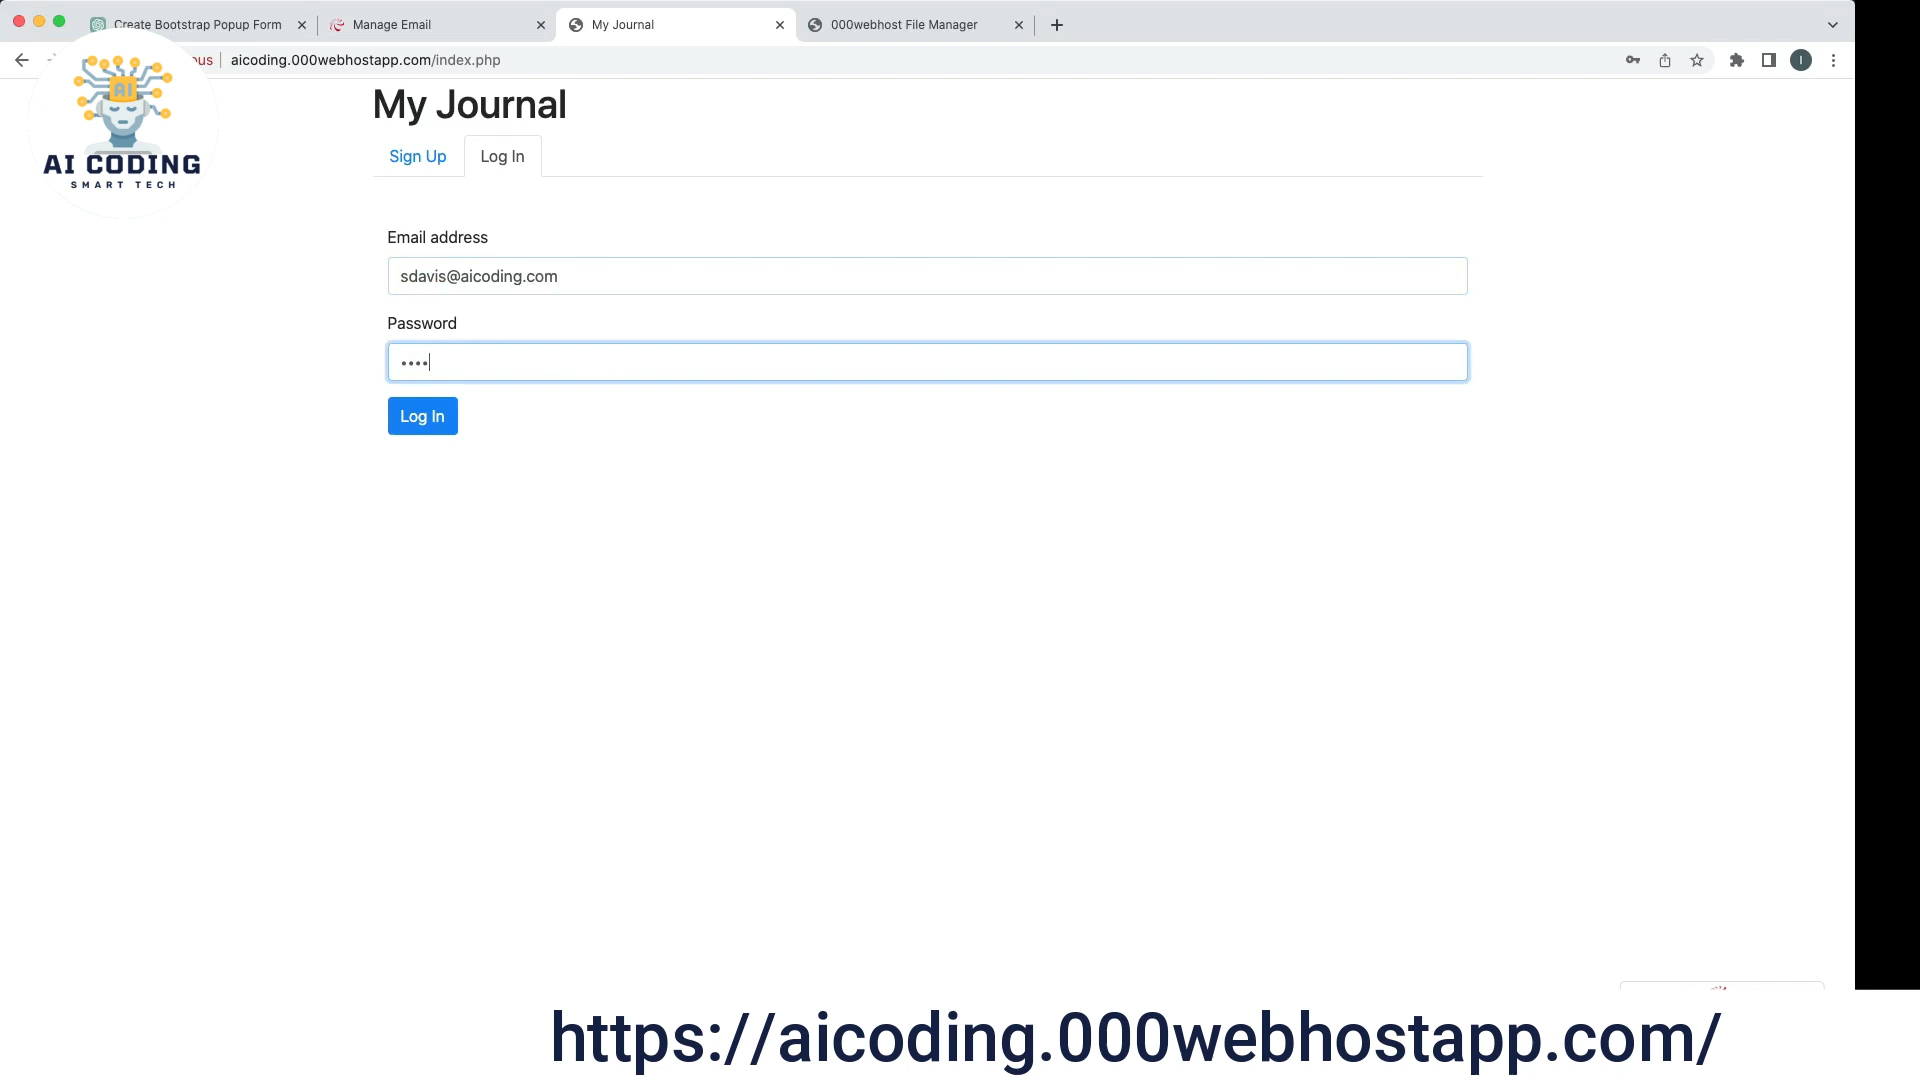 Create Bootstrap Popup Form
Manage Email
My Journal
000webhost File Manager
ous
aicoding.000webhostapp.com/index.php
I
AI
AI CODING
SMART TECH
My Journal
Sign Up
Log In
Email address
sdavis@aicoding.com
Password
••••
Log In
https://aicoding.000webhostapp.com/